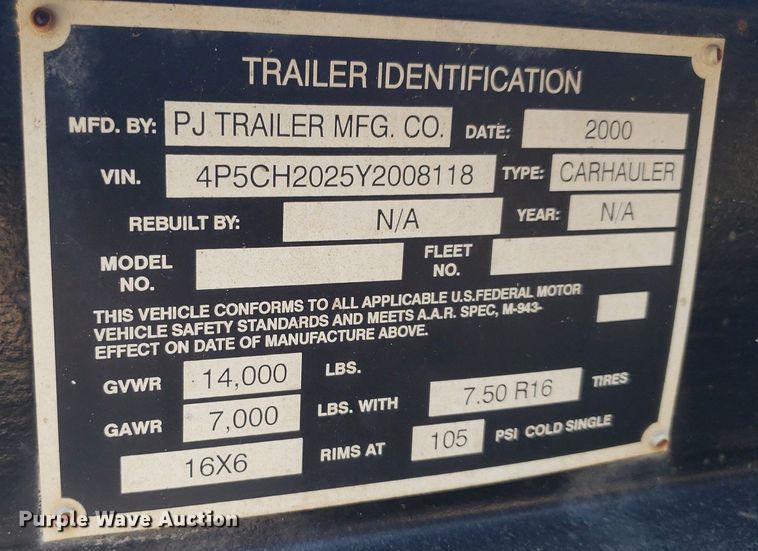 TRAILER IDENTIFICATION
MFD. BY: PJ TRAILER MFG. CO. DATE: 2000
VIN. 4P5CH2025Y2008118 TYPE: CARHAULER
REBUILT BY: N/A YEAR: N/A
MODEL NO. FLEET NO.
THIS VEHICLE CONFORMS TO ALL APPLICABLE U.S.FEDERAL MOTOR
VEHICLE SAFETY STANDARDS AND MEETS A.A.R. SPEC, M-943-
EFFECT ON DATE OF MANUFACTURE ABOVE.
GVWR 14,000 LBS.
GAWR 7,000 LBS. WITH 7.50 R16 TIRES
16X6 RIMS AT 105 PSI COLD SINGLE
Purple Wave Auction